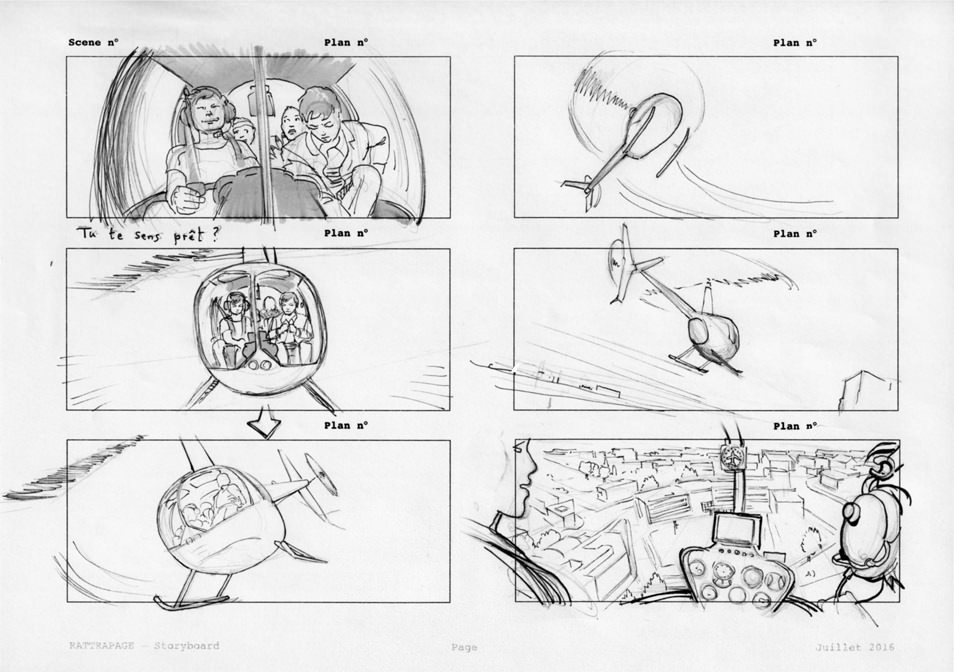 Scene n° Plan n°
Plan n°
Tu te sens prêt ?
Plan n°
Plan n°
Plan n°
Plan n°
RATTRAPAGE – Storyboard Page Juillet 2016